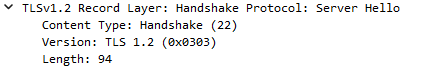 TLSv1.2 Record Layer: Handshake Protocol: Server Hello
Content Type: Handshake (22)
Version: TLS 1.2 (0x0303)
Length: 94